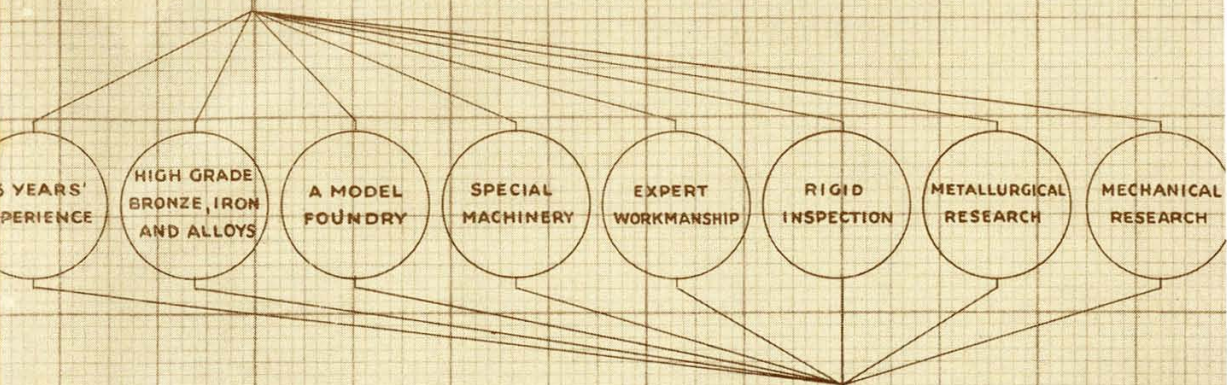 YEARS'
HIGH GRADE
BRONZE, IRON
AND ALLOYS
A MODEL
FOUNDRY
SPECIAL
MACHINERY
EXPERT
WORKMANSHIP
RIGID
INSPECTION
METALLURGICAL
RESEARCH
MECHANICAL
RESEARCH